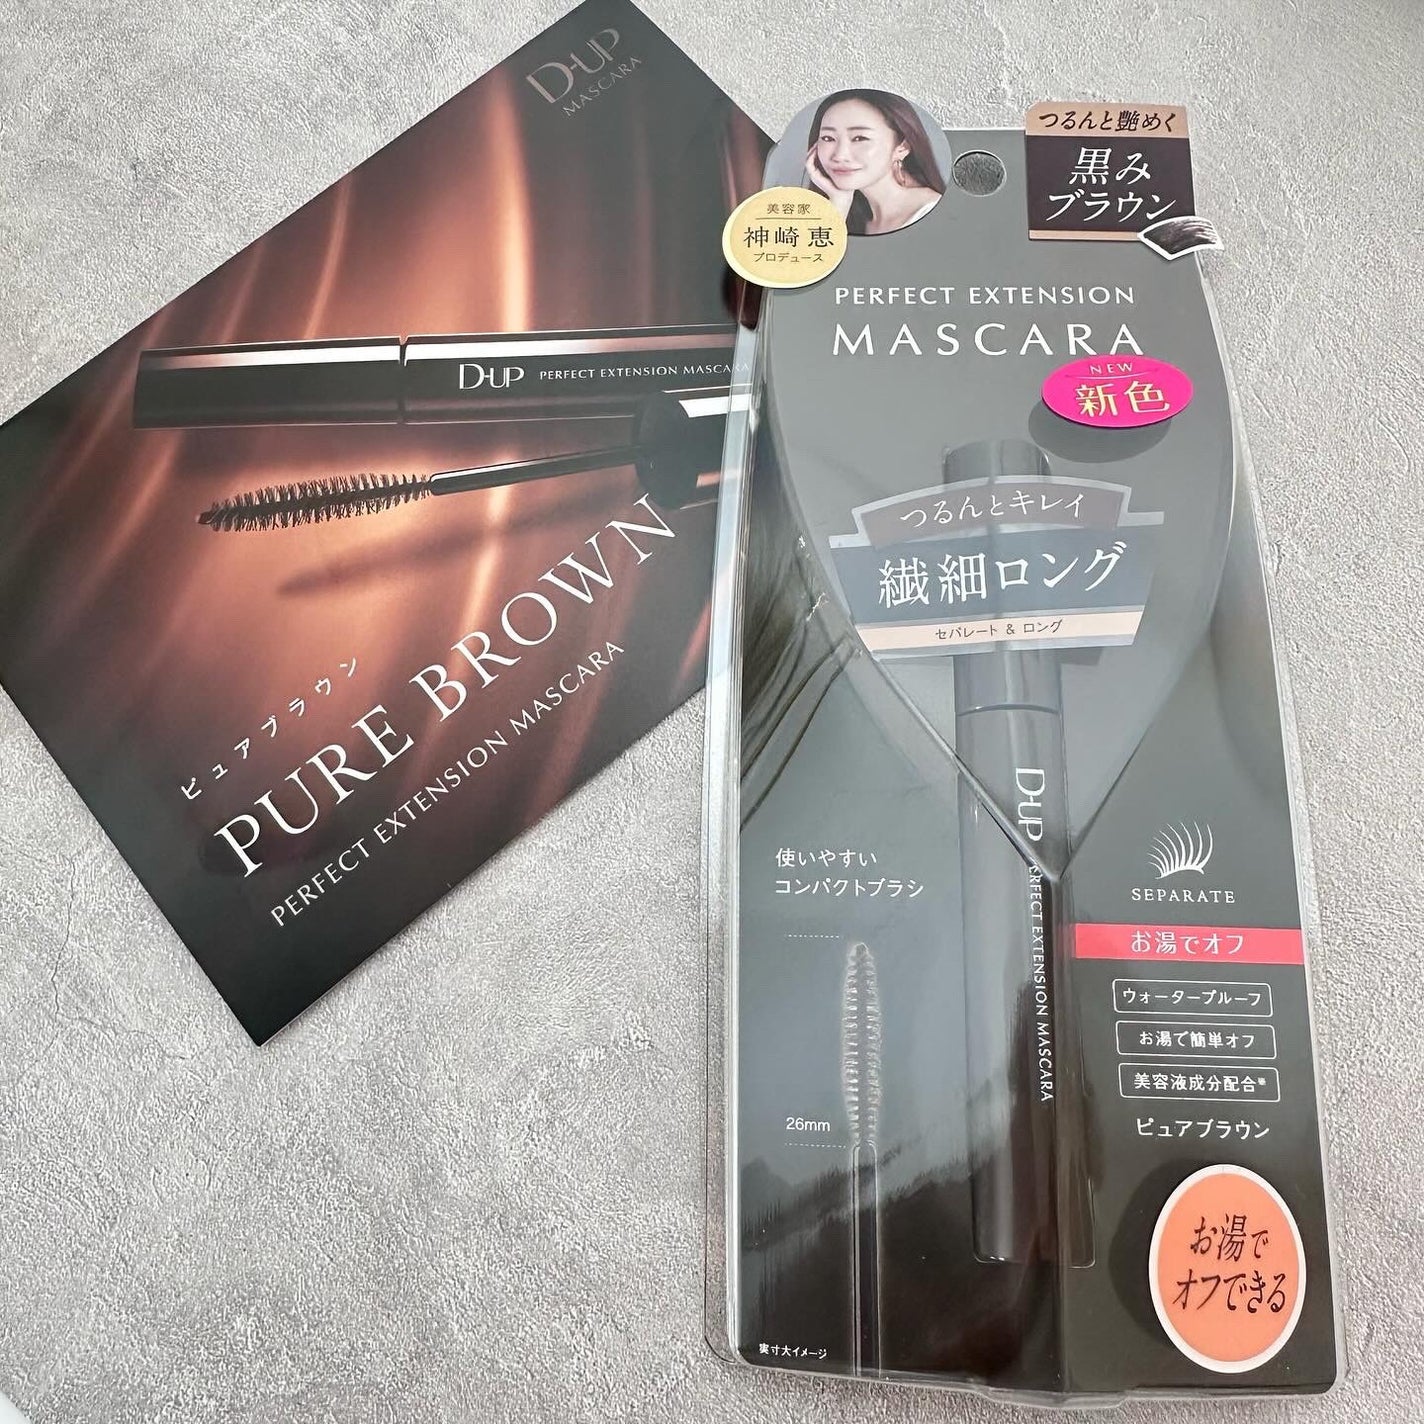 D-UP
MASCARA
D-UP PERFECT EXTENSION MASCARA
ピュアブラウン
PURE BROWN
PERFECT EXTENSION MASCARA
美容家
神崎 恵
プロデュース
つるんと艶めく
黒み
ブラウン
PERFECT EXTENSION
MASCARA
NEW
新色
つるんとキレイ
繊細ロング
セパレート & ロング
D-UP PERFECT EXTENSION MASCARA
使いやすい
コンパクトブラシ
26mm
実寸大イメージ
SEPARATE
お湯でオフ
ウォータープルーフ
お湯で簡単オフ
美容液成分配合※
ピュアブラウン
お湯で
オフできる